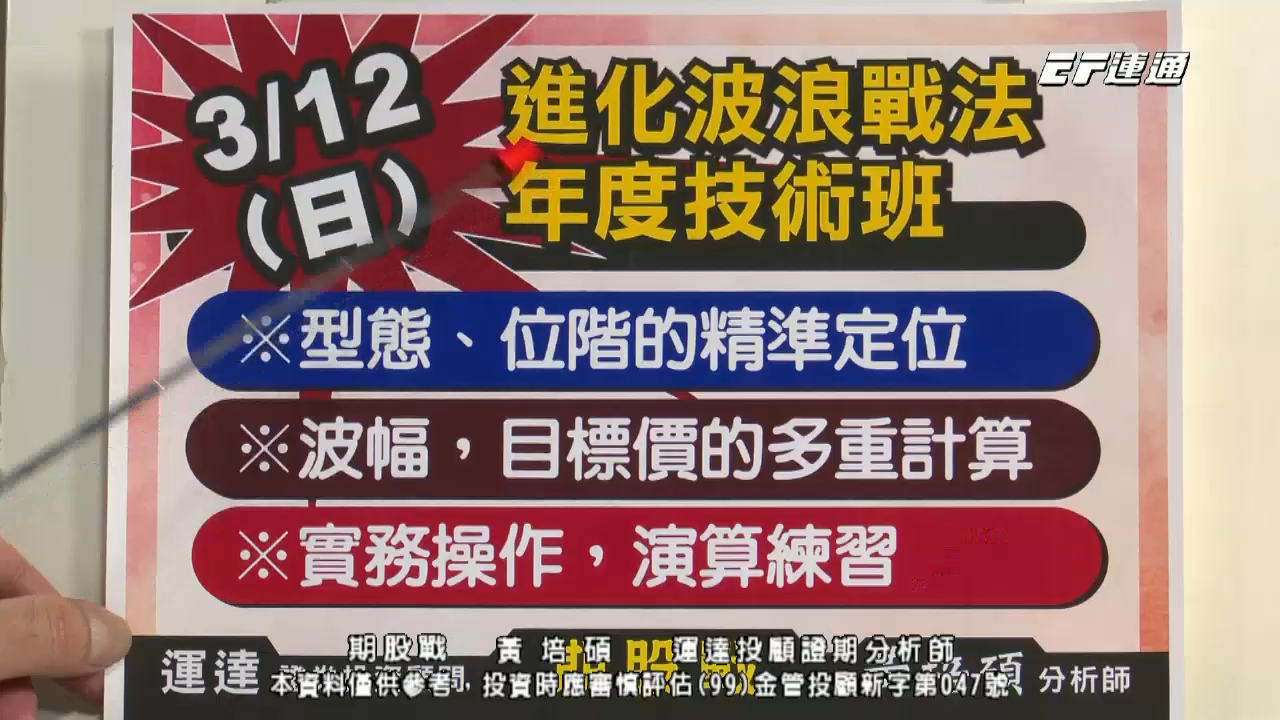 3/12
(日)
EF運通
進化波浪戰法
年度技術班
※型態、位階的精準定位
※波幅，目標價的多重計算
※實務操作，演算練習
期股戰 黃培碩 運達投顧證期分析師
運達
碩 分析師
本資料僅供參考，投資時應審慎評估(99)金管投顧新字第047號